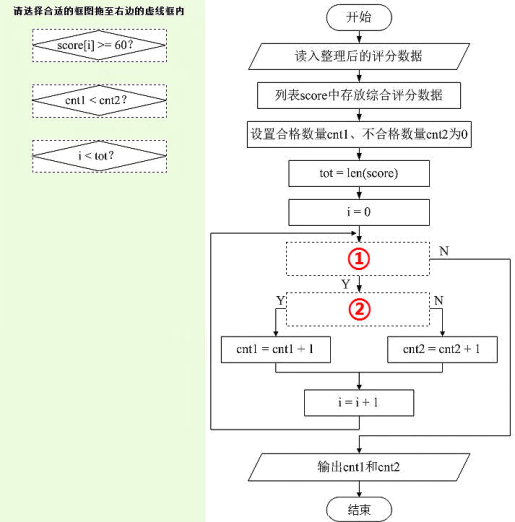 请选择合适的框图拖至右边的虚线框内
score[i] >= 60?
cnt1 < cnt2?
i < tot?
开始
读入整理后的评分数据
列表score中存放综合评分数据
设置合格数量cnt1、不合格数量cnt2为0
tot = len(score)
i = 0
①
N
Y
②
Y
N
cnt1 = cnt1 + 1
cnt2 = cnt2 + 1
i = i + 1
输出cnt1和cnt2
结束